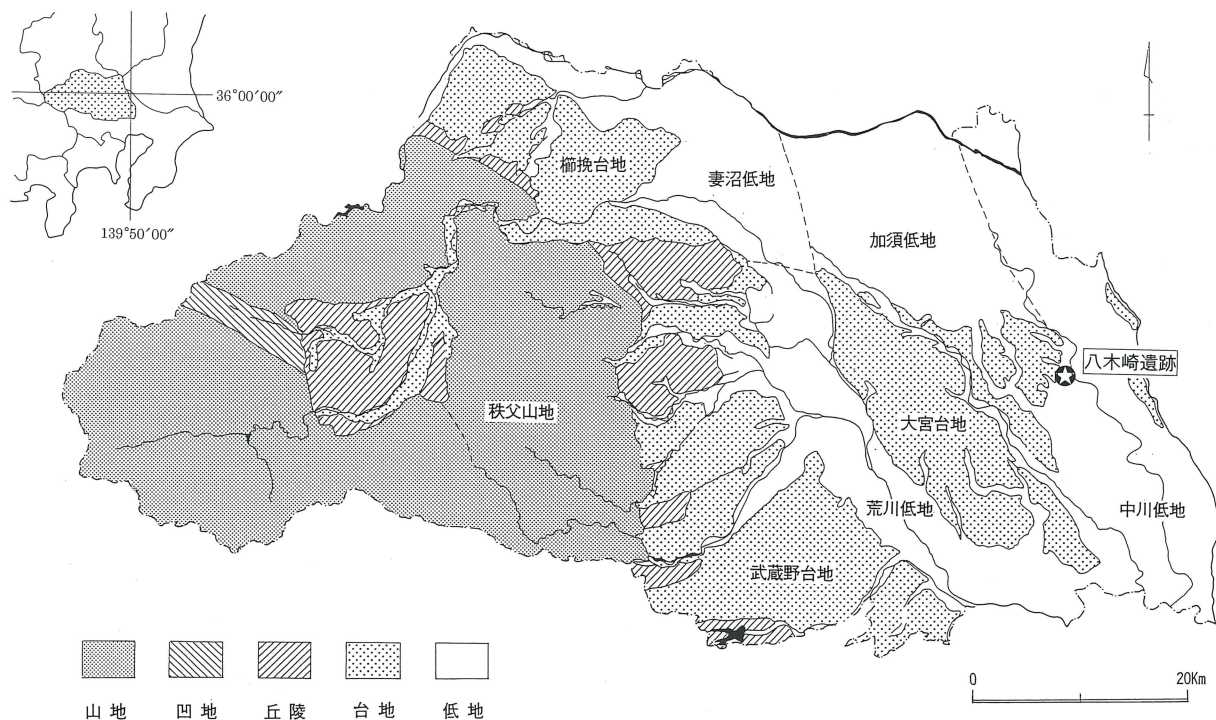 36°00′00″
139°50′00″
櫛挽台地
妻沼低地
加須低地
八木崎遺跡
秩父山地
大宮台地
荒川低地
中川低地
武蔵野台地
山地 凹地 丘陵 台地 低地
0 20Km